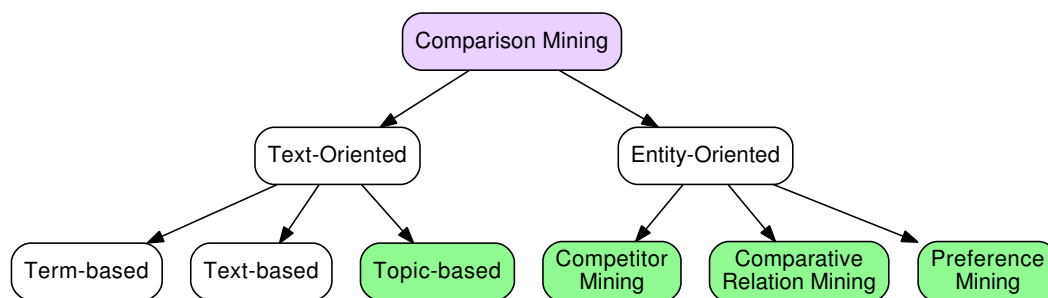 Comparison Mining
Text-Oriented
Entity-Oriented
Term-based
Text-based
Topic-based
Competitor
Mining
Comparative
Relation Mining
Preference
Mining